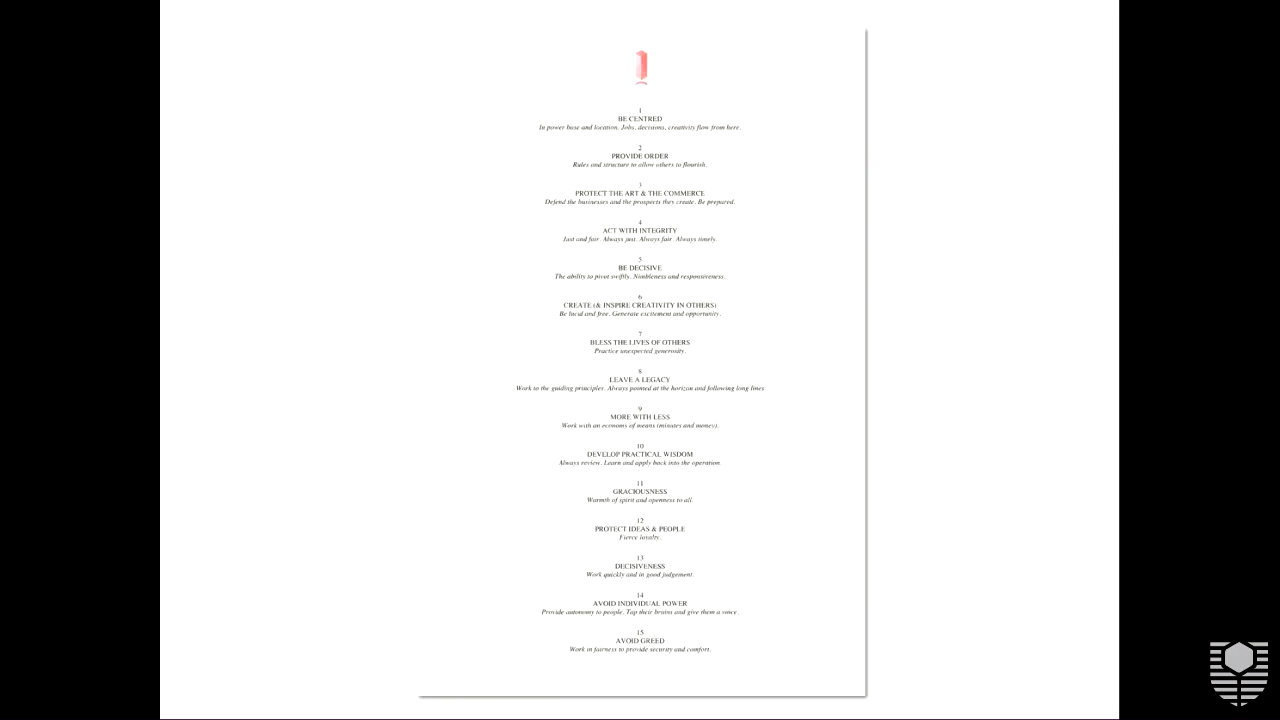 1
BE CENTRED
In power base and location. Jobs, decisions, creativity flow from here.
2
PROVIDE ORDER
Rules and structure to allow others to flourish.
3
PROTECT THE ART & THE COMMERCE
Defend the businesses and the prospects they create. Be prepared.
4
ACT WITH INTEGRITY
Just and fair. Always just. Always fair. Always timely.
5
BE DECISIVE
The ability to pivot swiftly. Nimbleness and responsiveness.
6
CREATE (& INSPIRE CREATIVITY IN OTHERS)
Be lucid and free. Generate excitement and opportunity.
7
BLESS THE LIVES OF OTHERS
Practice unexpected generosity.
8
LEAVE A LEGACY
Work to the guiding principles. Always pointed at the horizon and following long lines
9
MORE WITH LESS
Work with an economy of means (minutes and money).
10
DEVELOP PRACTICAL WISDOM
Always review. Learn and apply back into the operation.
11
GRACIOUSNESS
Warmth of spirit and openness to all.
12
PROTECT IDEAS & PEOPLE
Fierce loyalty.
13
DECISIVENESS
Work quickly and in good judgement.
14
AVOID INDIVIDUAL POWER
Provide autonomy to people. Tap their brains and give them a voice.
15
AVOID GREED
Work in fairness to provide security and comfort.